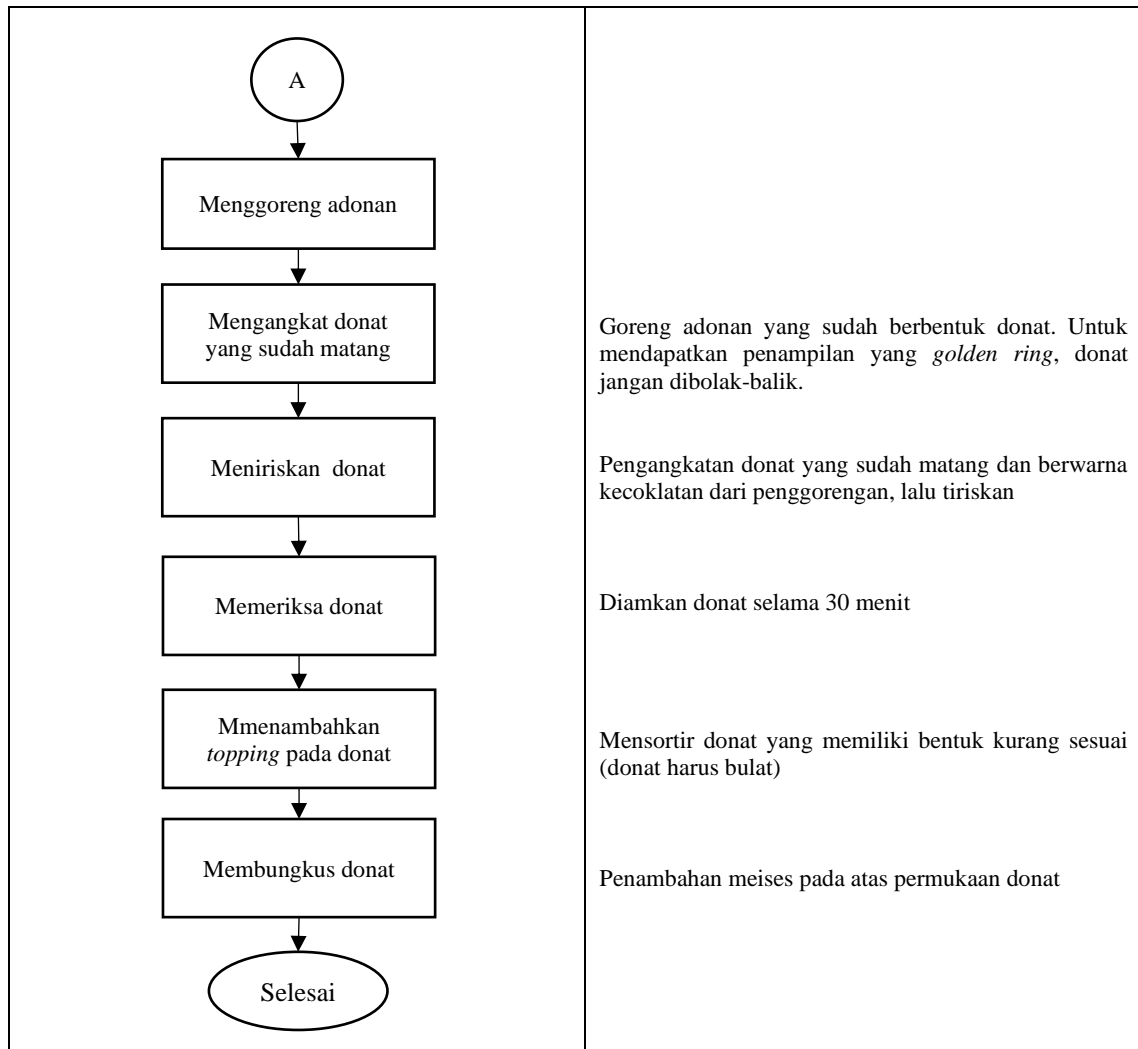 A
Menggoreng adonan
Mengangkat donat
yang sudah matang
Goreng adonan yang sudah berbentuk donat. Untuk
mendapatkan penampilan yang golden ring, donat
jangan dibolak-balik.
Meniriskan donat
Pengangkatan donat yang sudah matang dan berwarna
kecoklatan dari penggorengan, lalu tiriskan
Memeriksa donat
Diamkan donat selama 30 menit
Mmenambahkan
topping pada donat
Mensortir donat yang memiliki bentuk kurang sesuai
(donat harus bulat)
Membungkus donat
Penambahan meises pada atas permukaan donat
Selesai